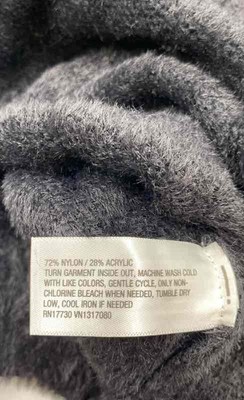 72% NYLON / 28% ACRYLIC
TURN GARMENT INSIDE OUT, MACHINE WASH COLD
WITH LIKE COLORS, GENTLE CYCLE, ONLY NON-
CHLORINE BLEACH WHEN NEEDED, TUMBLE DRY
LOW, COOL IRON IF NEEDED
RN17730 VN1317080